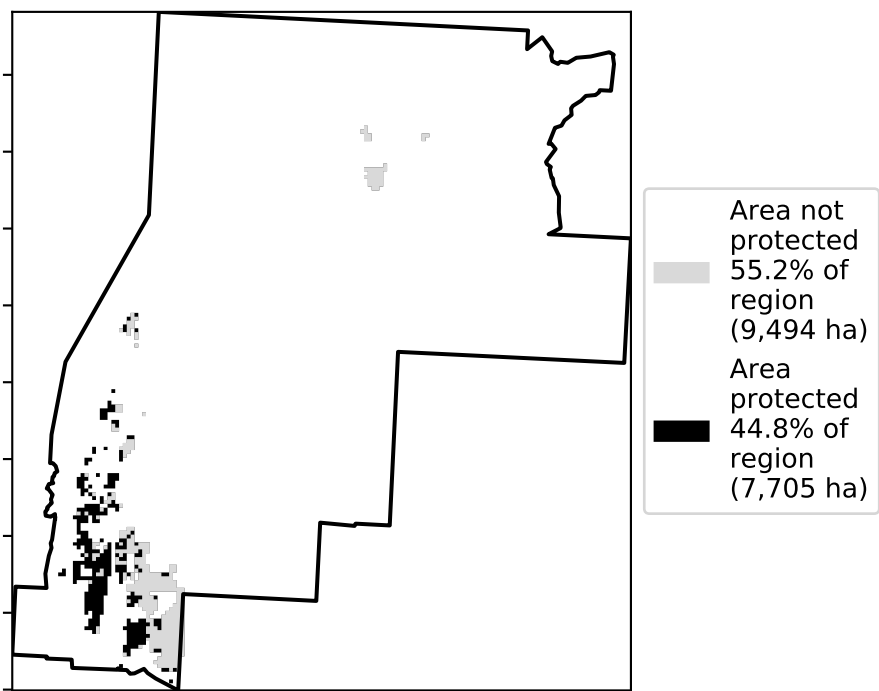 Area not
protected
55.2% of
region
(9,494 ha)
Area
protected
44.8% of
region
(7,705 ha)